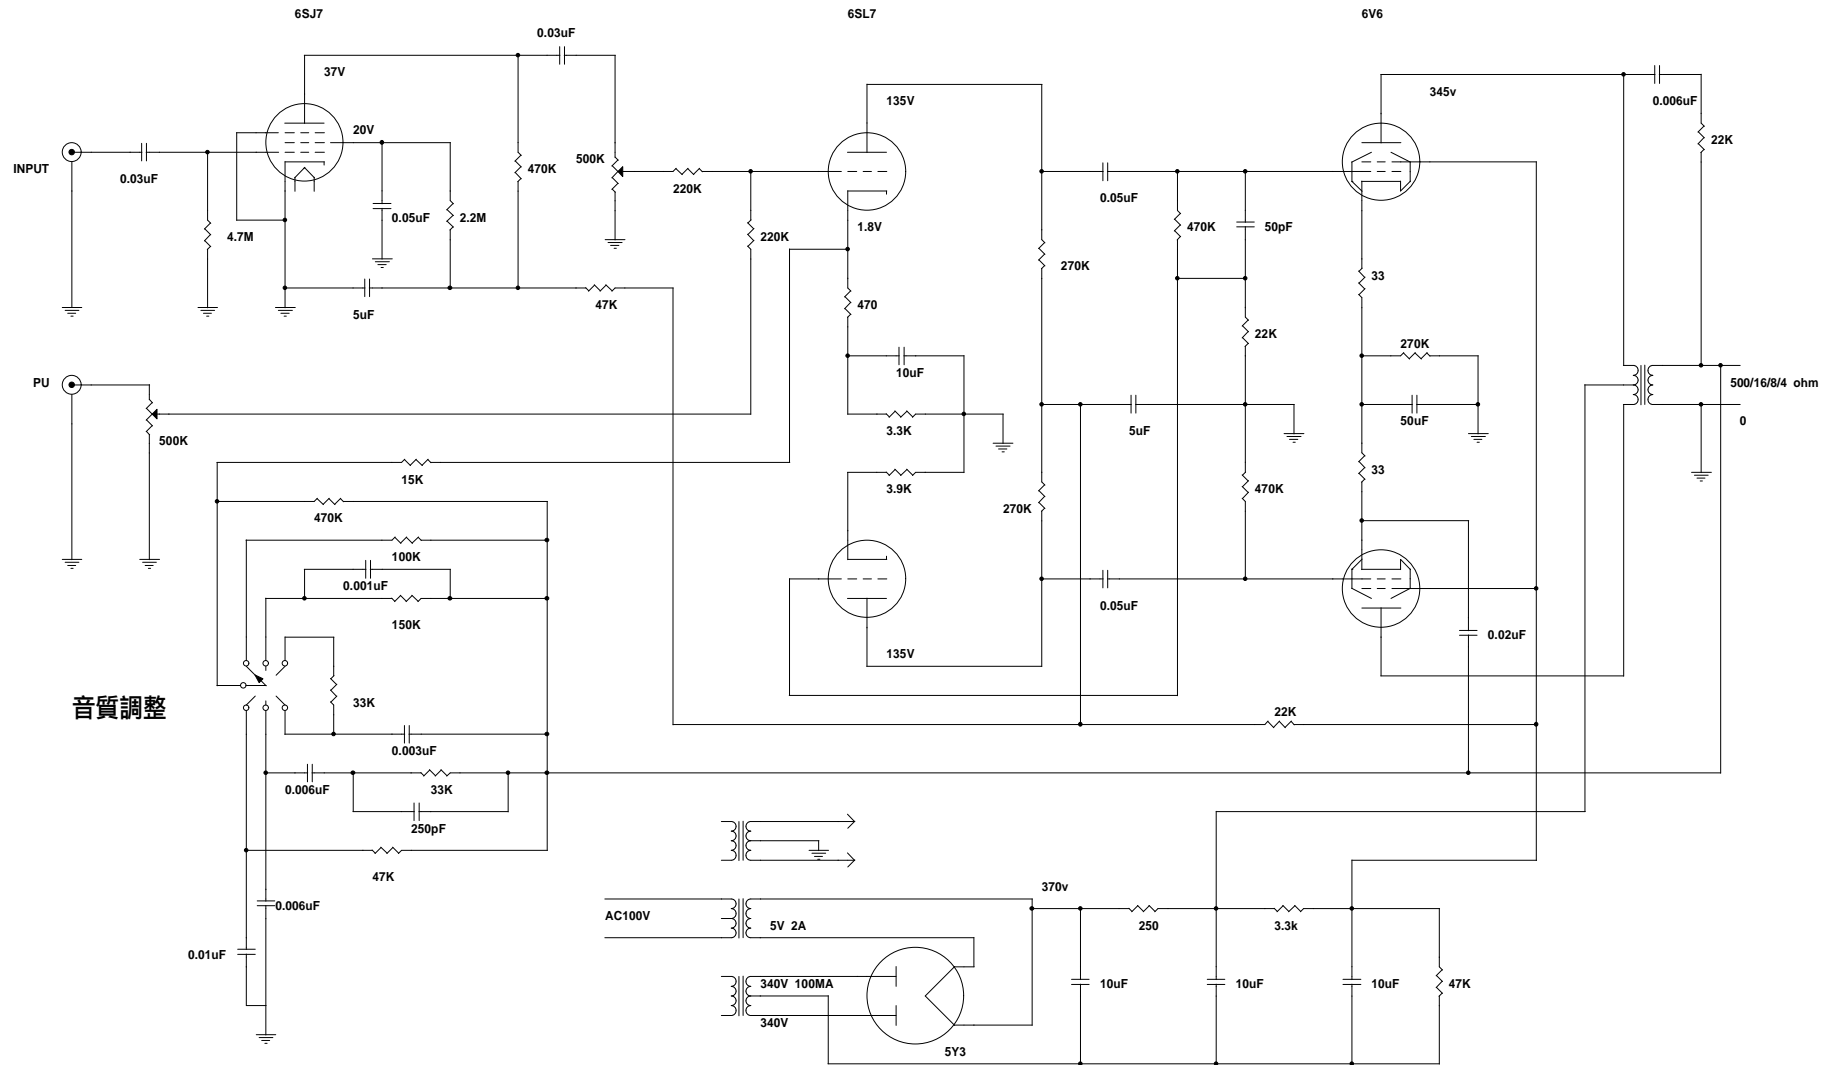 6SJ7
6SL7
6V6
0.03uF
37V
135V
345v
0.006uF
20V
22K
INPUT
0.03uF
470K
500K
220K
0.05uF
0.05uF
2.2M
4.7M
220K
1.8V
470K
50pF
270K
33
5uF
47K
470
22K
270K
PU
10uF
500/16/8/4 ohm
500K
3.3K
5uF
50uF
0
15K
3.9K
33
470K
270K
470K
100K
0.001uF
0.05uF
150K
0.02uF
135V
音質調整
33K
22K
0.003uF
0.006uF
33K
250pF
47K
370v
0.006uF
AC100V
5V 2A
250
3.3k
0.01uF
340V 100MA
10uF
10uF
10uF
47K
340V
5Y3